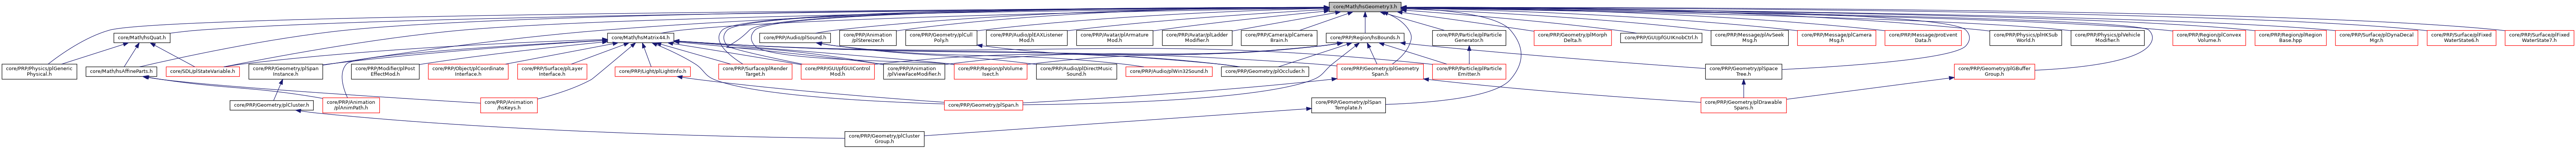 core/Math/hsGeometry3.h
core/Math/hsQuat.h
core/Math/hsMatrix44.h
core/PRP/Audio/plSound.h
core/PRP/Animation
/plStereizer.h
core/PRP/Geometry/plCull
Poly.h
core/PRP/Audio/plEAXListener
Mod.h
core/PRP/Avatar/plArmature
Mod.h
core/PRP/Avatar/plLadder
Modifier.h
core/PRP/Camera/plCamera
Brain.h
core/PRP/Region/hsBounds.h
core/PRP/Particle/plParticle
Generator.h
core/PRP/Geometry/plMorph
Delta.h
core/PRP/GUI/pfGUIKnobCtrl.h
core/PRP/Message/plAvSeek
Msg.h
core/PRP/Message/plCamera
Msg.h
core/PRP/Message/proEvent
Data.h
core/PRP/Physics/plHKSub
World.h
core/PRP/Physics/plVehicle
Modifier.h
core/PRP/Region/plConvex
Volume.h
core/PRP/Region/plRegion
Base.hpp
core/PRP/Surface/plDynaDecal
Mgr.h
core/PRP/Surface/plFixed
WaterState6.h
core/PRP/Surface/plFixed
WaterState7.h
core/PRP/Physics/plGeneric
Physical.h
core/Math/hsAffineParts.h
core/SDL/plStateVariable.h
core/PRP/Geometry/plSpan
Instance.h
core/PRP/Modifier/plPost
EffectMod.h
core/PRP/Object/plCoordinate
Interface.h
core/PRP/Surface/plLayer
Interface.h
core/PRP/Light/plLightInfo.h
core/PRP/Surface/plRender
Target.h
core/PRP/GUI/pfGUIControl
Mod.h
core/PRP/Animation
/plViewFaceModifier.h
core/PRP/Region/plVolume
Isect.h
core/PRP/Audio/plDirectMusic
Sound.h
core/PRP/Audio/plWin32Sound.h
core/PRP/Geometry/plOccluder.h
core/PRP/Geometry/plGeometry
Span.h
core/PRP/Particle/plParticle
Emitter.h
core/PRP/Geometry/plSpace
Tree.h
core/PRP/Geometry/plGBuffer
Group.h
core/PRP/Geometry/plCluster.h
core/PRP/Animation
/plAnimPath.h
core/PRP/Animation
/hsKeys.h
core/PRP/Geometry/plSpan.h
core/PRP/Geometry/plSpan
Template.h
core/PRP/Geometry/plDrawable
Spans.h
core/PRP/Geometry/plCluster
Group.h